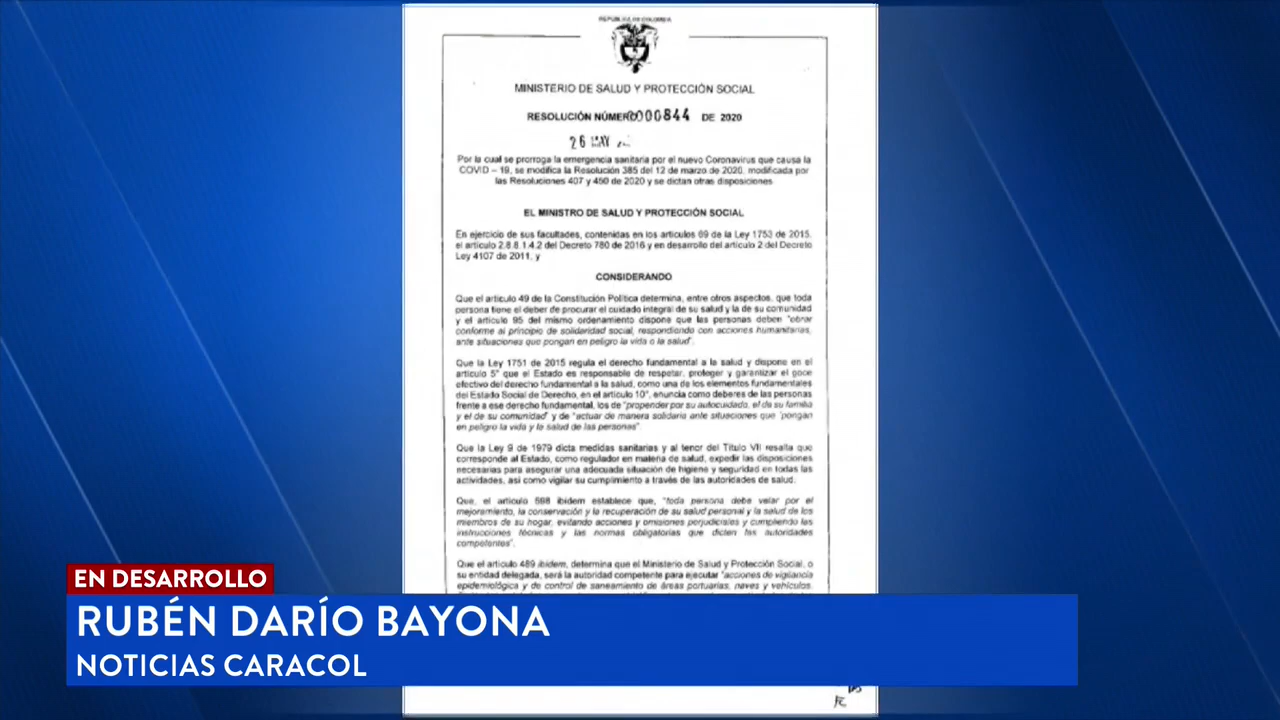 REPÚBLICA DE COLOMBIA
MINISTERIO DE SALUD Y PROTECCIÓN SOCIAL
RESOLUCIÓN NÚMERO 000844 DE 2020
26 MAY
Por la cual se prorroga la emergencia sanitaria por el nuevo Coronavirus que causa la
COVID – 19, se modifica la Resolución 385 del 12 de marzo de 2020, modificada por
las Resoluciones 407 y 450 de 2020 y se dictan otras disposiciones
EL MINISTRO DE SALUD Y PROTECCIÓN SOCIAL
En ejercicio de sus facultades, contenidas en los artículos 69 de la Ley 1753 de 2015,
el artículo 2.8.8.1.4.2 del Decreto 780 de 2016 y en desarrollo del artículo 2 del Decreto
Ley 4107 de 2011, y
CONSIDERANDO
Que el artículo 49 de la Constitución Política determina, entre otros aspectos, que toda
persona tiene el deber de procurar el cuidado integral de su salud y la de su comunidad
y el artículo 95 del mismo ordenamiento dispone que las personas deben "obrar
conforme al principio de solidaridad social, respondiendo con acciones humanitarias,
ante situaciones que pongan en peligro la vida o la salud".
Que la Ley 1751 de 2015 regula el derecho fundamental a la salud y dispone en el
artículo 5° que el Estado es responsable de respetar, proteger y garantizar el goce
efectivo del derecho fundamental a la salud, como uno de los elementos fundamentales
del Estado Social de Derecho, en el artículo 10°, enuncia como deberes de las personas
frente a ese derecho fundamental, los de "propender por su autocuidado, el de su familia
y el de su comunidad" y de "actuar de manera solidaria ante situaciones que pongan
en peligro la vida y la salud de las personas".
Que la Ley 9 de 1979 dicta medidas sanitarias y al tenor del Título VII resalta que
corresponde al Estado, como regulador en materia de salud, expedir las disposiciones
necesarias para asegurar una adecuada situación de higiene y seguridad en todas las
actividades, así como vigilar su cumplimiento a través de las autoridades de salud.
Que, el artículo 598 ibidem establece que, "toda persona debe velar por el
mejoramiento, la conservación y la recuperación de su salud personal y la salud de los
miembros de su hogar, evitando acciones y omisiones perjudiciales y cumpliendo las
instrucciones técnicas y las normas obligatorias que dicten las autoridades
competentes".
Que el artículo 489 ibidem, determina que el Ministerio de Salud y Protección Social, o
su entidad delegada, será la autoridad competente para ejecutar "acciones de vigilancia
epidemiológica y de control de saneamiento de áreas portuarias, naves y vehículos.
EN DESARROLLO
RUBÉN DARÍO BAYONA
NOTICIAS CARACOL